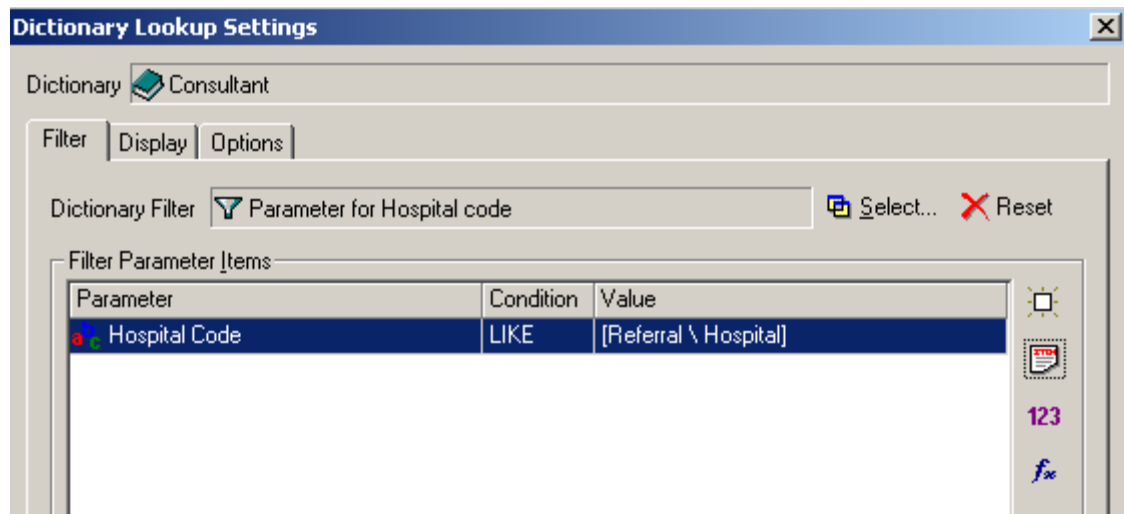 Dictionary Lookup Settings
Dictionary Consultant
Filter Display Options
Dictionary Filter Parameter for Hospital code Select... Reset
Filter Parameter Items
Parameter Condition Value
abc Hospital Code LIKE [Referral \ Hospital]
123
fx